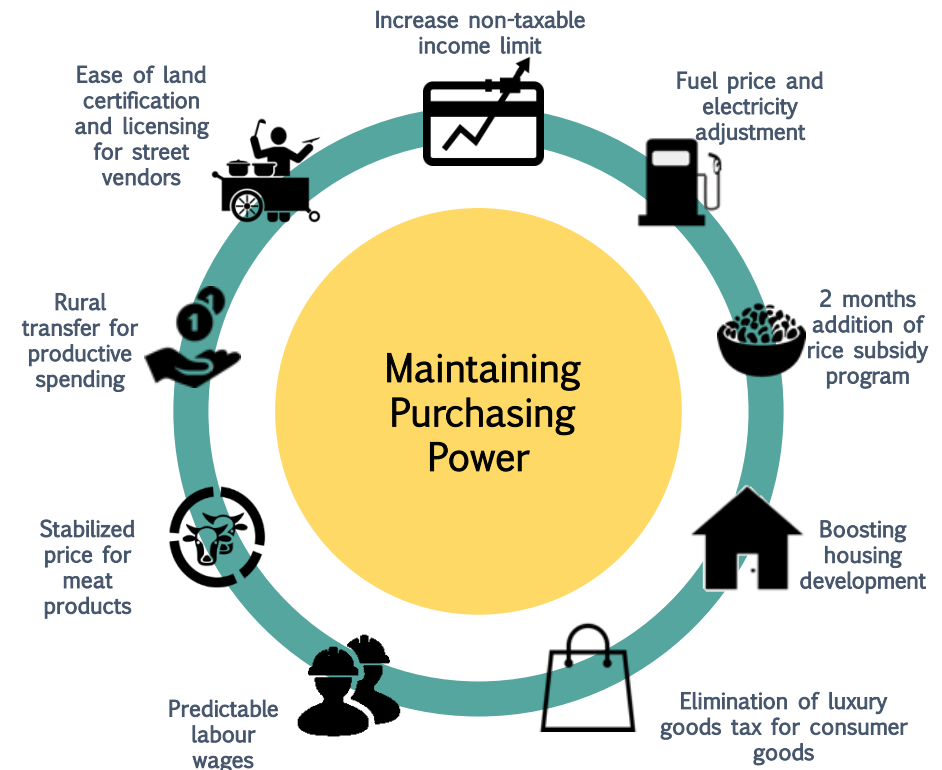 Increase non-taxable
income limit
Fuel price and
electricity
adjustment
2 months
addition of
rice subsidy
program
Boosting
housing
development
Elimination of luxury
goods tax for consumer
goods
Predictable
labour
wages
Stabilized
price for
meat
products
Rural
transfer for
productive
spending
Ease of land
certification
and licensing
for street
vendors
1
1
Maintaining
Purchasing
Power